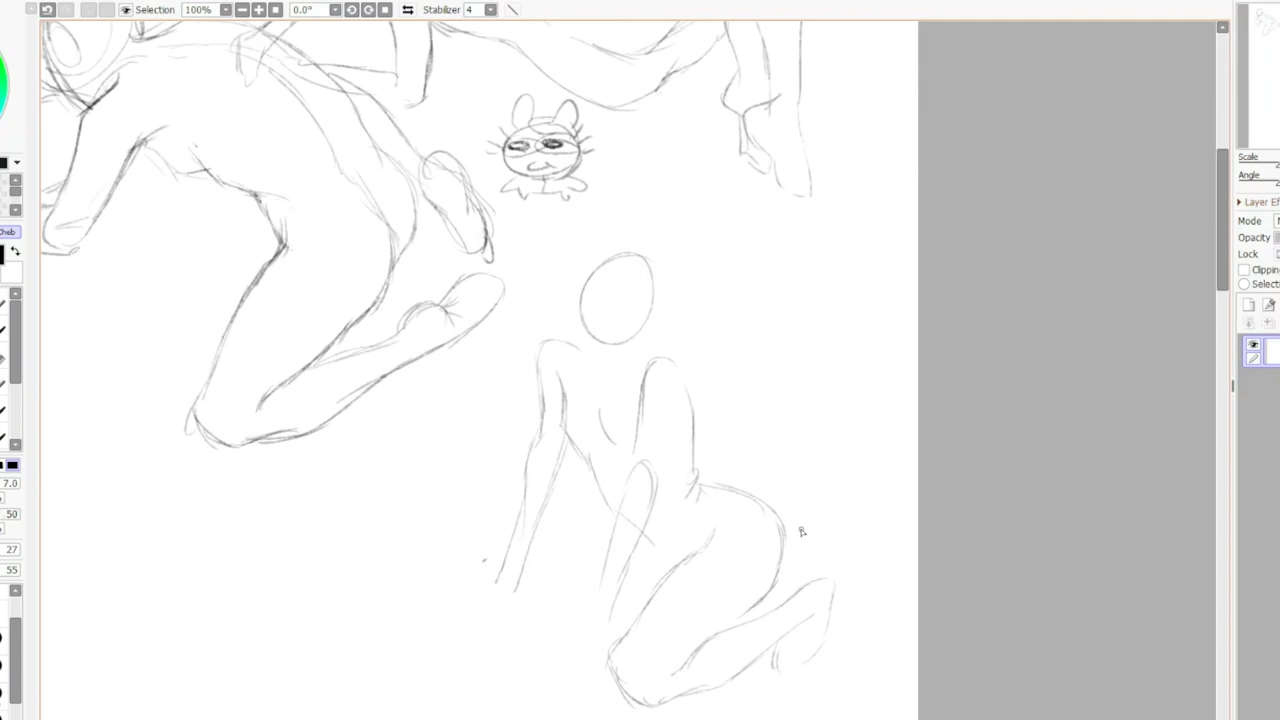 Selection 100% 0.0° Stabilizer 4
Scale
Angle
Layer Ef
Mode
Opacity
Lock
Clippin
Selecti
Cheb
7.0
50
27
55